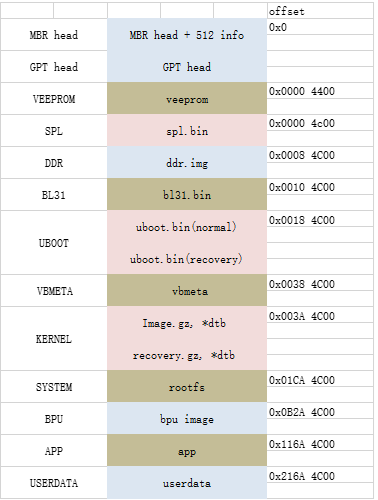 offset
MBR head MBR head + 512 info 0x0
GPT head GPT head
VEEPROM veeprom 0x0000 4400
SPL spl.bin 0x0000 4c00
DDR ddr.img 0x0008 4C00
BL31 bl31.bin 0x0010 4C00
UBOOT uboot.bin(normal) 0x0018 4C00
uboot.bin(recovery)
VBMETA vbmeta 0x0038 4C00
KERNEL Image.gz, *dtb 0x003A 4C00
recovery.gz, *dtb
SYSTEM rootfs 0x01CA 4C00
BPU bpu image 0x0B2A 4C00
APP app 0x116A 4C00
USERDATA userdata 0x216A 4C00